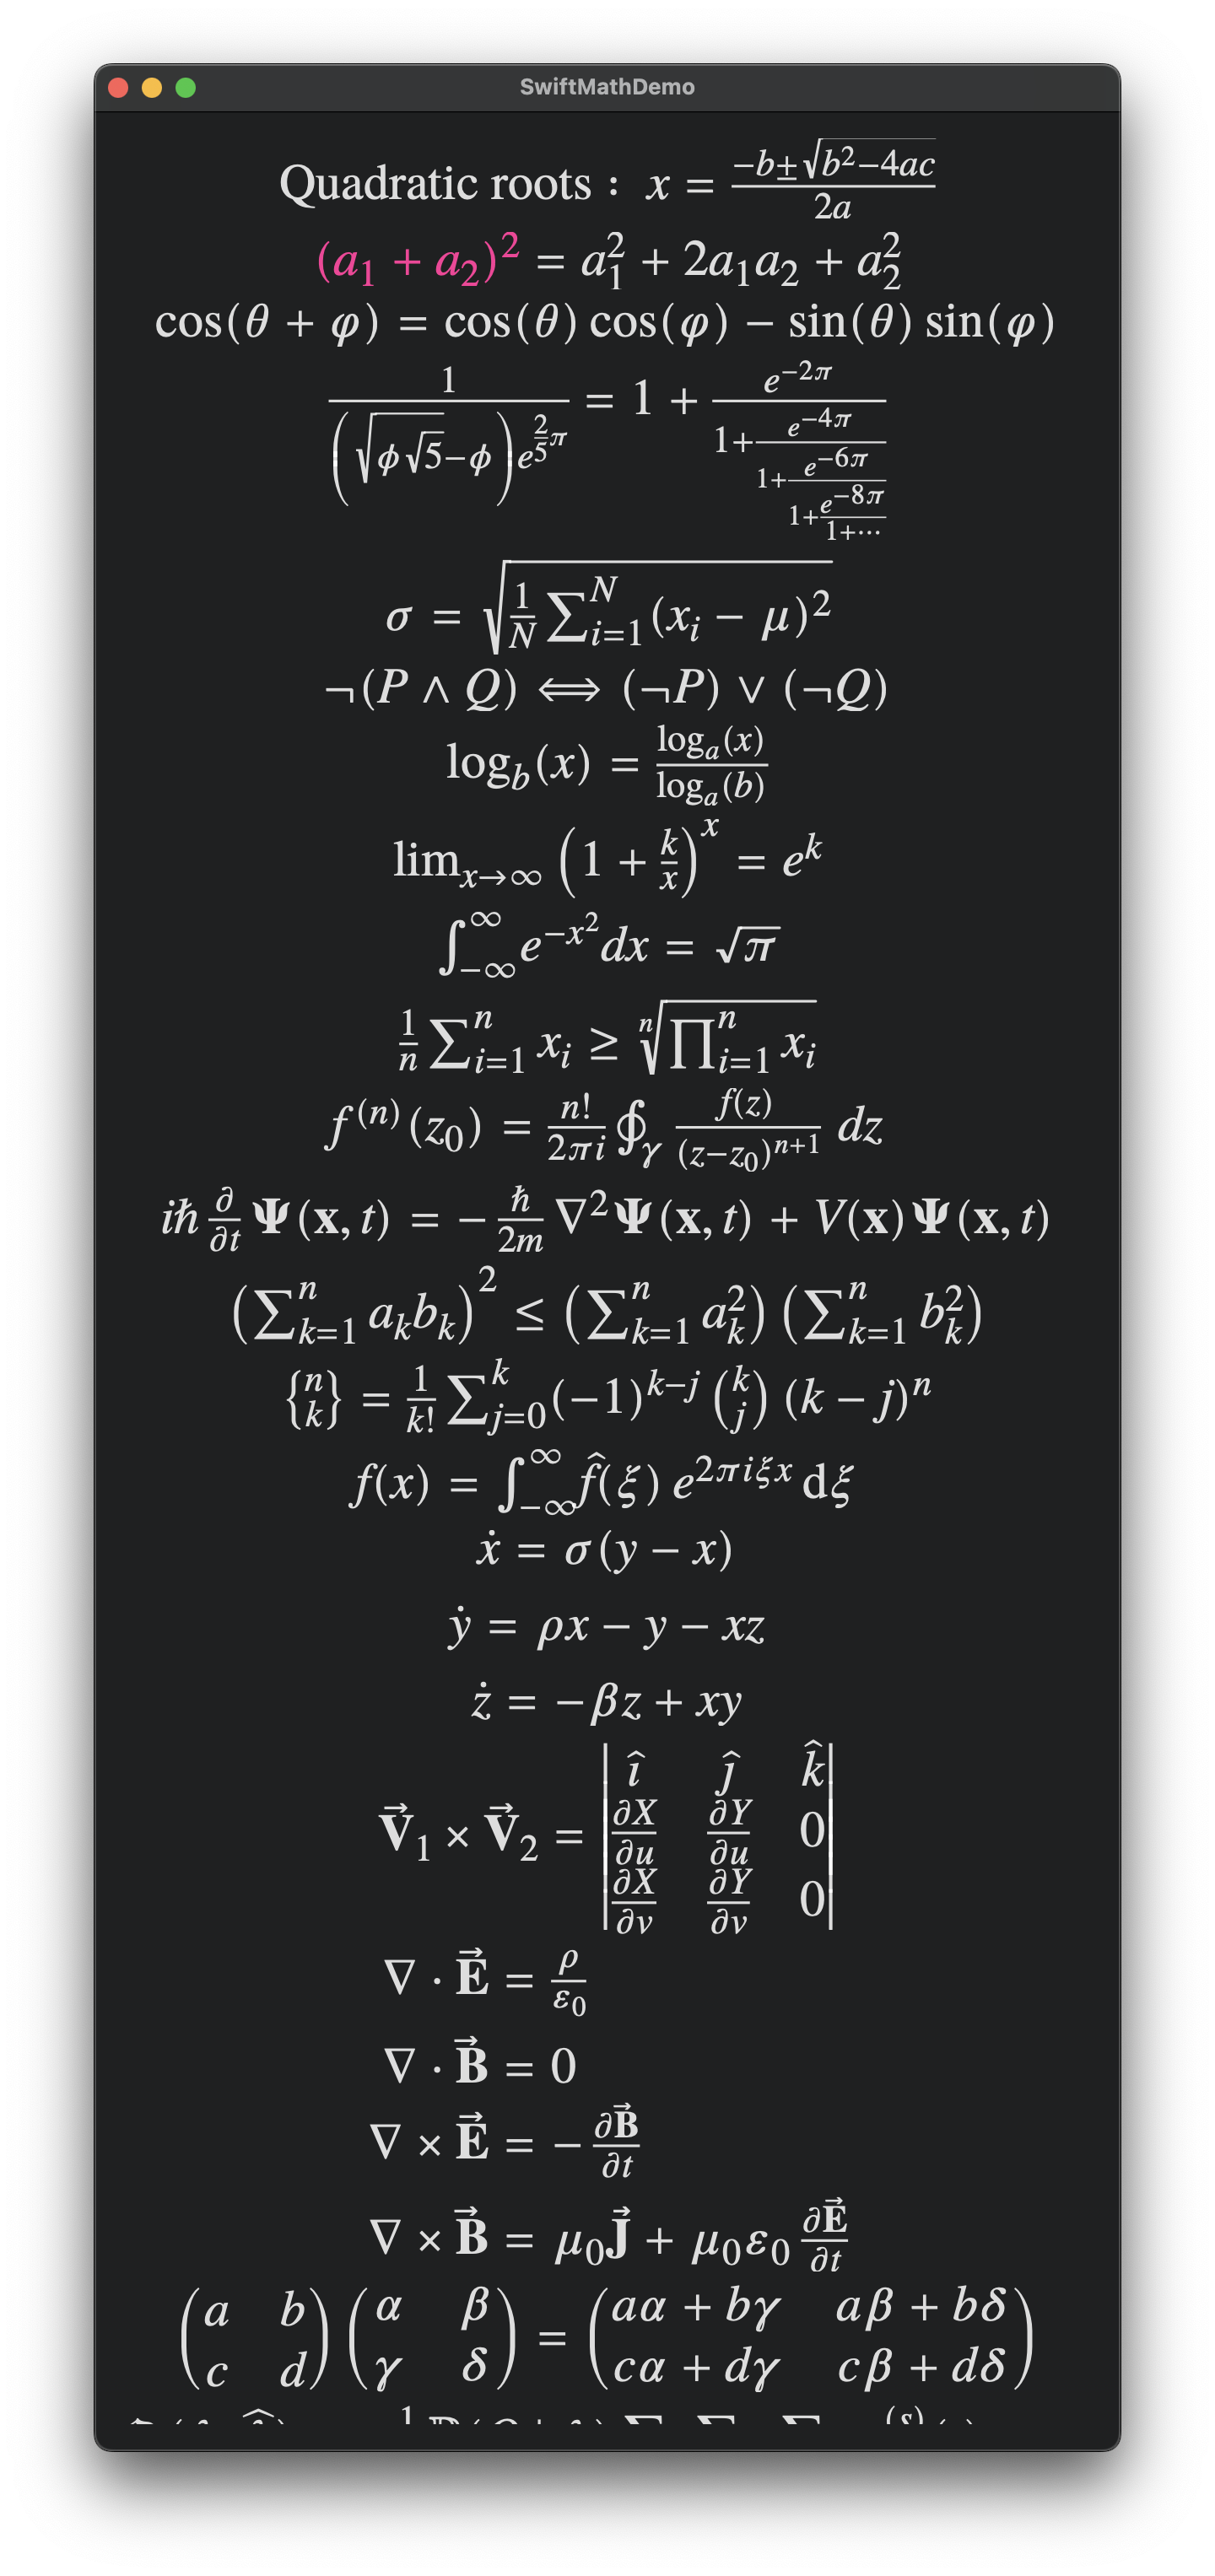 SwiftMathDemo
Quadratic roots : $x = \frac{-b \pm \sqrt{b^2-4ac}}{2a}$
$(a_1 + a_2)^2 = a_1^2 + 2a_1a_2 + a_2^2$
$\cos(\theta + \varphi) = \cos(\theta)\cos(\varphi) - \sin(\theta)\sin(\varphi)$
$\frac{1}{\left(\sqrt{\phi\sqrt{5}}-\phi\right)e^{\frac{2}{5}\pi}} = 1 + \frac{e^{-2\pi}}{1+\frac{e^{-4\pi}}{1+\frac{e^{-6\pi}}{1+\frac{e^{-8\pi}}{1+\cdots}}}}$
$\sigma = \sqrt{\frac{1}{N}\sum_{i=1}^{N}(x_i - \mu)^2}$
$\neg(P \wedge Q) \iff (\neg P) \vee (\neg Q)$
$\log_b(x) = \frac{\log_a(x)}{\log_a(b)}$
$\lim_{x \to \infty} \left(1 + \frac{k}{x}\right)^x = e^k$
$\int_{-\infty}^{\infty} e^{-x^2} dx = \sqrt{\pi}$
$\frac{1}{n}\sum_{i=1}^{n} x_i \geq \sqrt[n]{\prod_{i=1}^{n} x_i}$
$f^{(n)}(z_0) = \frac{n!}{2\pi i}\oint_\gamma \frac{f(z)}{(z-z_0)^{n+1}} \, dz$
$i\hbar\frac{\partial}{\partial t}\mathbf{\Psi}(\mathbf{x},t) = -\frac{\hbar}{2m}\nabla^2\mathbf{\Psi}(\mathbf{x},t) + V(\mathbf{x})\mathbf{\Psi}(\mathbf{x},t)$
$\left(\sum_{k=1}^{n} a_k b_k\right)^2 \leq \left(\sum_{k=1}^{n} a_k^2\right)\left(\sum_{k=1}^{n} b_k^2\right)$
$\left\{{n \atop k}\right\} = \frac{1}{k!}\sum_{j=0}^{k}(-1)^{k-j}\binom{k}{j}(k-j)^n$
$f(x) = \int_{-\infty}^{\infty} \hat{f}(\xi)\, e^{2\pi i \xi x}\, \mathrm{d}\xi$
$\dot{x} = \sigma(y - x)$
$\dot{y} = \rho x - y - xz$
$\dot{z} = -\beta z + xy$
$\vec{\mathbf{V}}_1 \times \vec{\mathbf{V}}_2 = \begin{vmatrix} \hat{\imath} & \hat{\jmath} & \hat{k} \\ \frac{\partial X}{\partial u} & \frac{\partial Y}{\partial u} & 0 \\ \frac{\partial X}{\partial v} & \frac{\partial Y}{\partial v} & 0 \end{vmatrix}$
$\nabla \cdot \vec{\mathbf{E}} = \frac{\rho}{\varepsilon_0}$
$\nabla \cdot \vec{\mathbf{B}} = 0$
$\nabla \times \vec{\mathbf{E}} = -\frac{\partial \vec{\mathbf{B}}}{\partial t}$
$\nabla \times \vec{\mathbf{B}} = \mu_0\vec{\mathbf{J}} + \mu_0\varepsilon_0\frac{\partial \vec{\mathbf{E}}}{\partial t}$
$\begin{pmatrix} a & b \\ c & d \end{pmatrix}\begin{pmatrix} \alpha & \beta \\ \gamma & \delta \end{pmatrix} = \begin{pmatrix} a\alpha + b\gamma & a\beta + b\delta \\ c\alpha + d\gamma & c\beta + d\delta \end{pmatrix}$